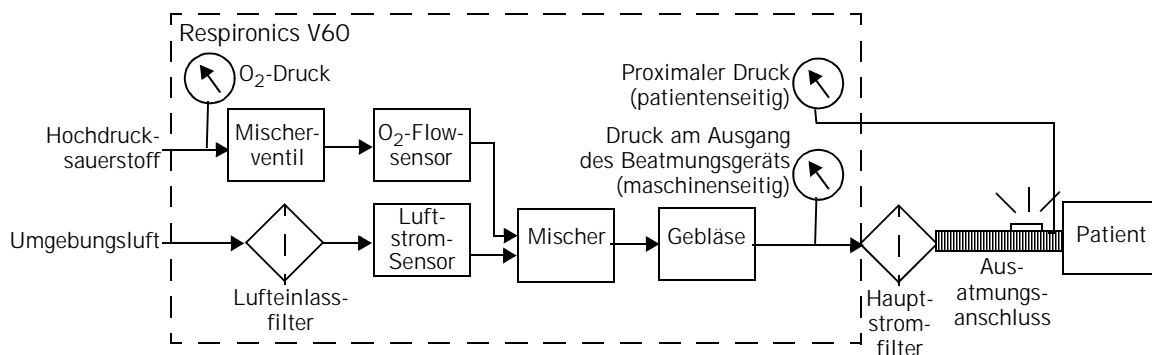 Respironics V60
O₂-Druck
Hochdruck-
sauerstoff
Mischer-
ventil
O₂-Flow-
sensor
Proximaler Druck
(patientenseitig)
Druck am Ausgang
des Beatmungsgeräts
(maschinenseitig)
Umgebungsluft
Lufteinlass-
filter
Luft-
strom-
Sensor
Mischer
Gebläse
Haupt-
strom-
filter
Aus-
atmungs-
anschluss
Patient